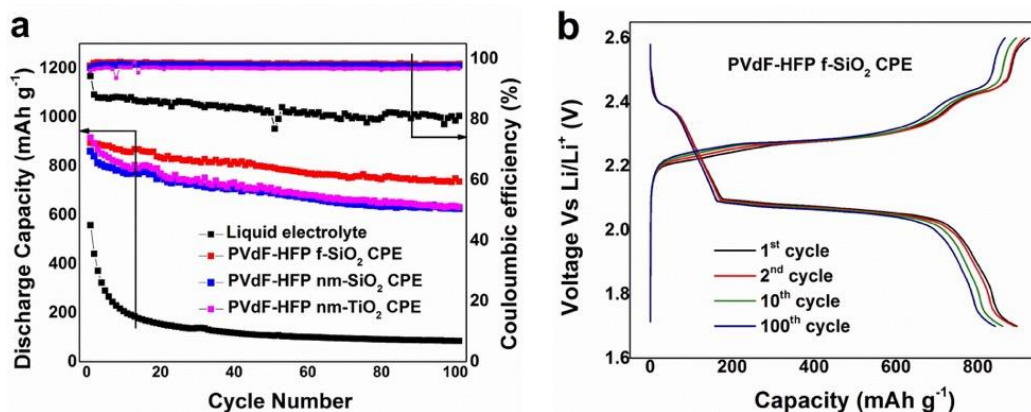 a
Discharge Capacity (mAh g⁻¹)
1200
1000
800
600
400
200
0
Liquid electrolyte
PVdF-HFP f-SiO₂ CPE
PVdF-HFP nm-SiO₂ CPE
PVdF-HFP nm-TiO₂ CPE
0 20 40 60 80 100
Cycle Number
100
80
60
40
20
0
Couloumbic efficiency (%)
b
Voltage Vs Li/Li⁺ (V)
2.6
2.4
2.2
2.0
1.8
1.6
PVdF-HFP f-SiO₂ CPE
1ˢᵗ cycle
2ⁿᵈ cycle
10ᵗʰ cycle
100ᵗʰ cycle
0 200 400 600 800
Capacity (mAh g⁻¹)